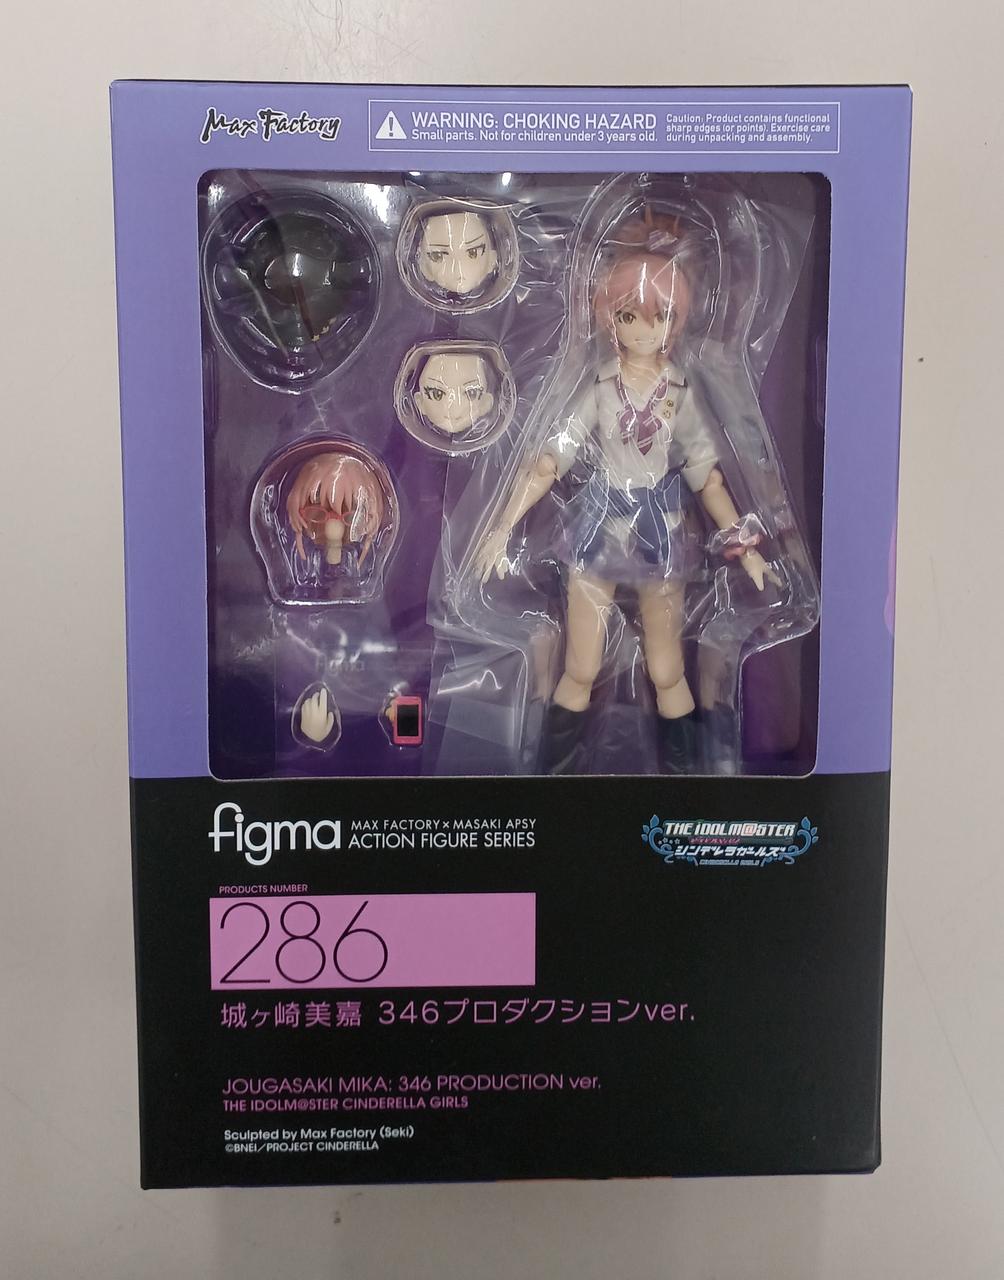 Max Factory
WARNING: CHOKING HAZARD
Small parts. Not for children under 3 years old.
Caution: Product contains functional
sharp edges (or points). Exercise care
during unpacking and assembly.
figma
figma
MAX FACTORY × MASAKI APSY
ACTION FIGURE SERIES
THE IDOLM@STER
シンデレラガールズ
CINDERELLA GIRLS
PRODUCTS NUMBER
286
城ヶ崎美嘉 346プロダクションver.
JOUGASAKI MIKA: 346 PRODUCTION ver.
THE IDOLM@STER CINDERELLA GIRLS
Sculpted by Max Factory (Seki)
©BNEI/PROJECT CINDERELLA